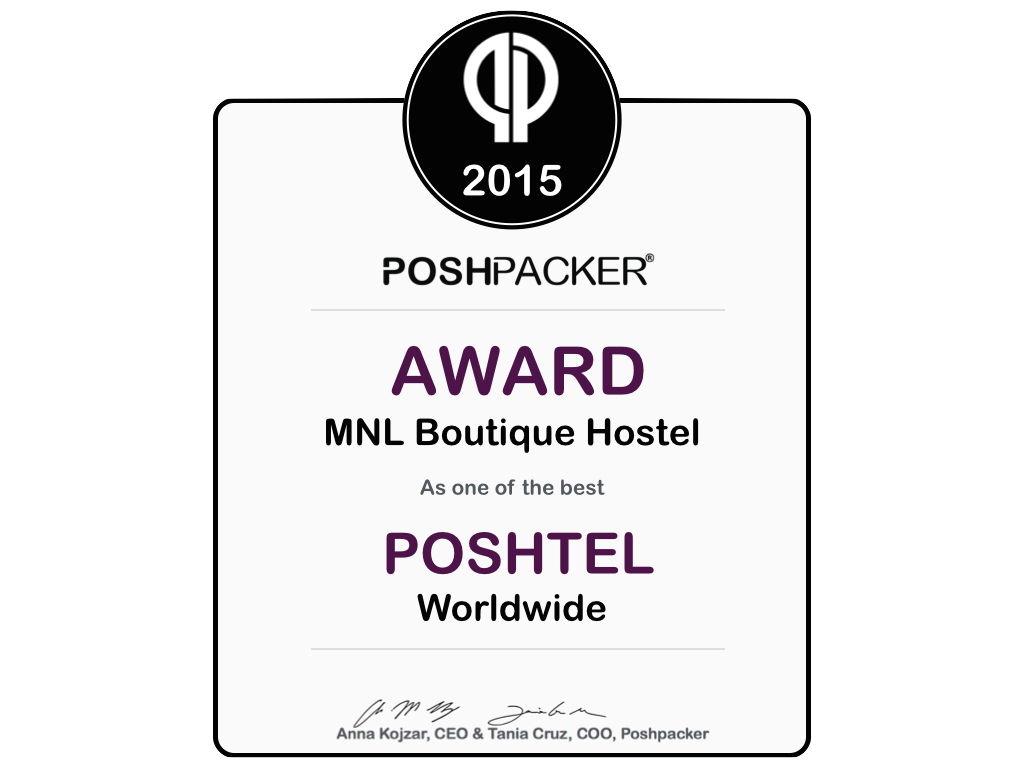 2015
POSHPACKER®
AWARD
MNL Boutique Hostel
As one of the best
POSHTEL
Worldwide
Anna Kojzar, CEO & Tania Cruz, COO, Poshpacker